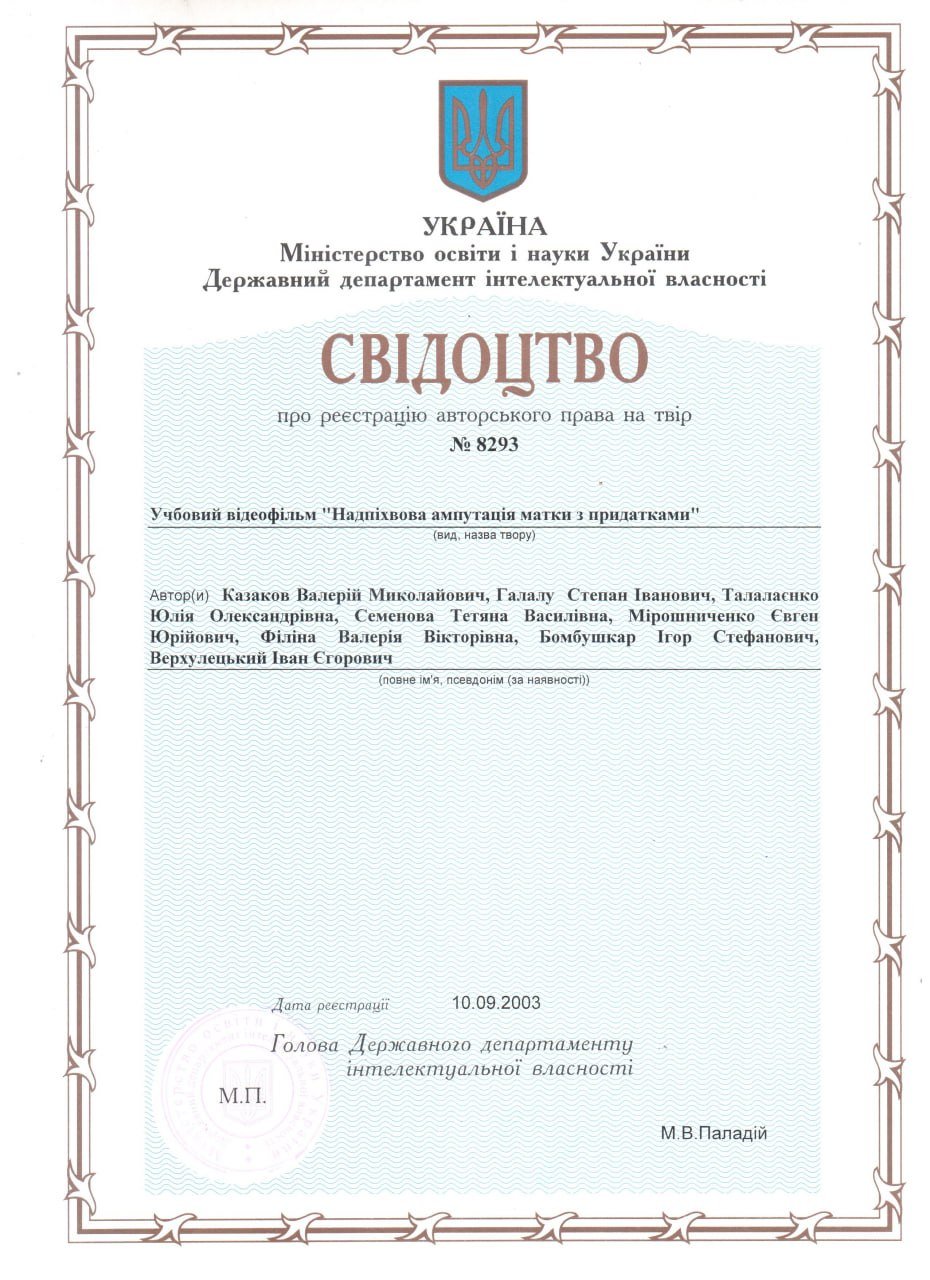 УКРАЇНА
Міністерство освіти і науки України
Державний департамент інтелектуальної власності
СВІДОЦТВО
про реєстрацію авторського права на твір
№ 8293
Учбовий відеофільм "Надпіхвова ампутація матки з придатками"
(вид, назва твору)
Автор(и) Казаков Валерій Миколайович, Галалу Степан Іванович, Талалаєнко
Юлія Олександрівна, Семенова Тетяна Василівна, Мірошниченко Євген
Юрійович, Філіна Валерія Вікторівна, Бомбушкар Ігор Стефанович,
Верхулецький Іван Єгорович
(повне ім'я, псевдонім (за наявності))
Дата реєстрації 10.09.2003
Голова Державного департаменту
інтелектуальної власності
М.П.
М.В.Паладій